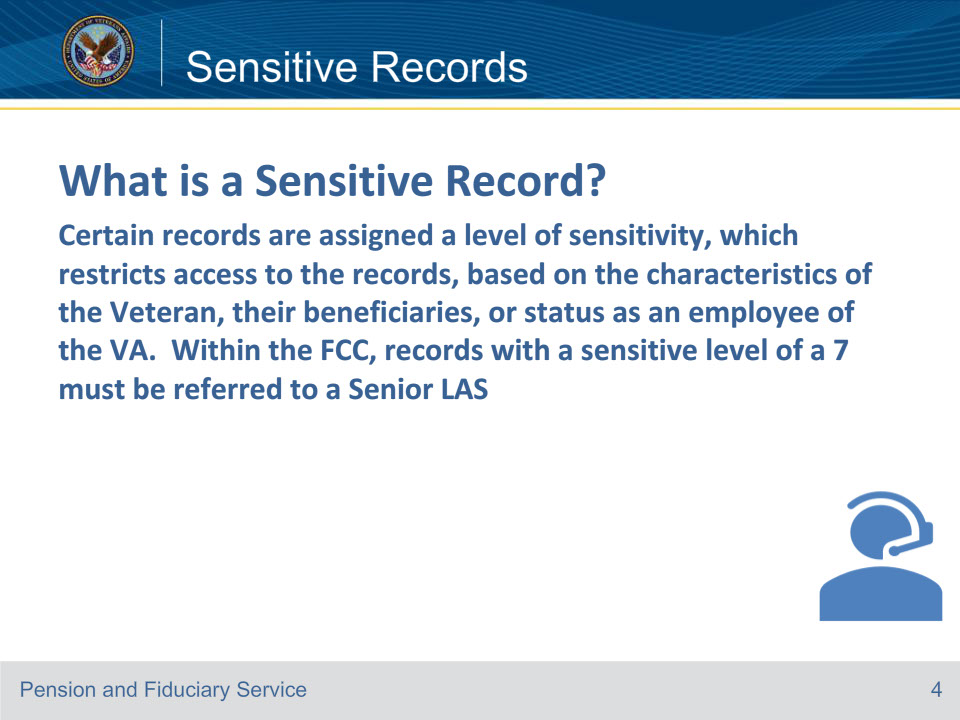 Sensitive Records
What is a Sensitive Record?
Certain records are assigned a level of sensitivity, which
restricts access to the records, based on the characteristics of
the Veteran, their beneficiaries, or status as an employee of
the VA.  Within the FCC, records with a sensitive level of a 7
must be referred to a Senior LAS
Pension and Fiduciary Service
4